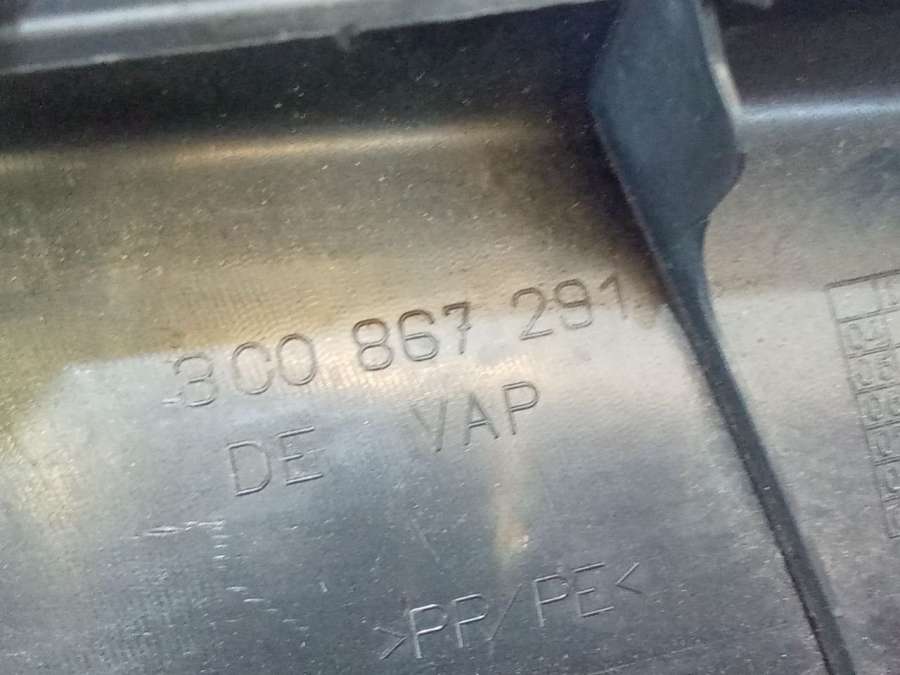 3C0 867 291
DE VAP
>PP/PE<